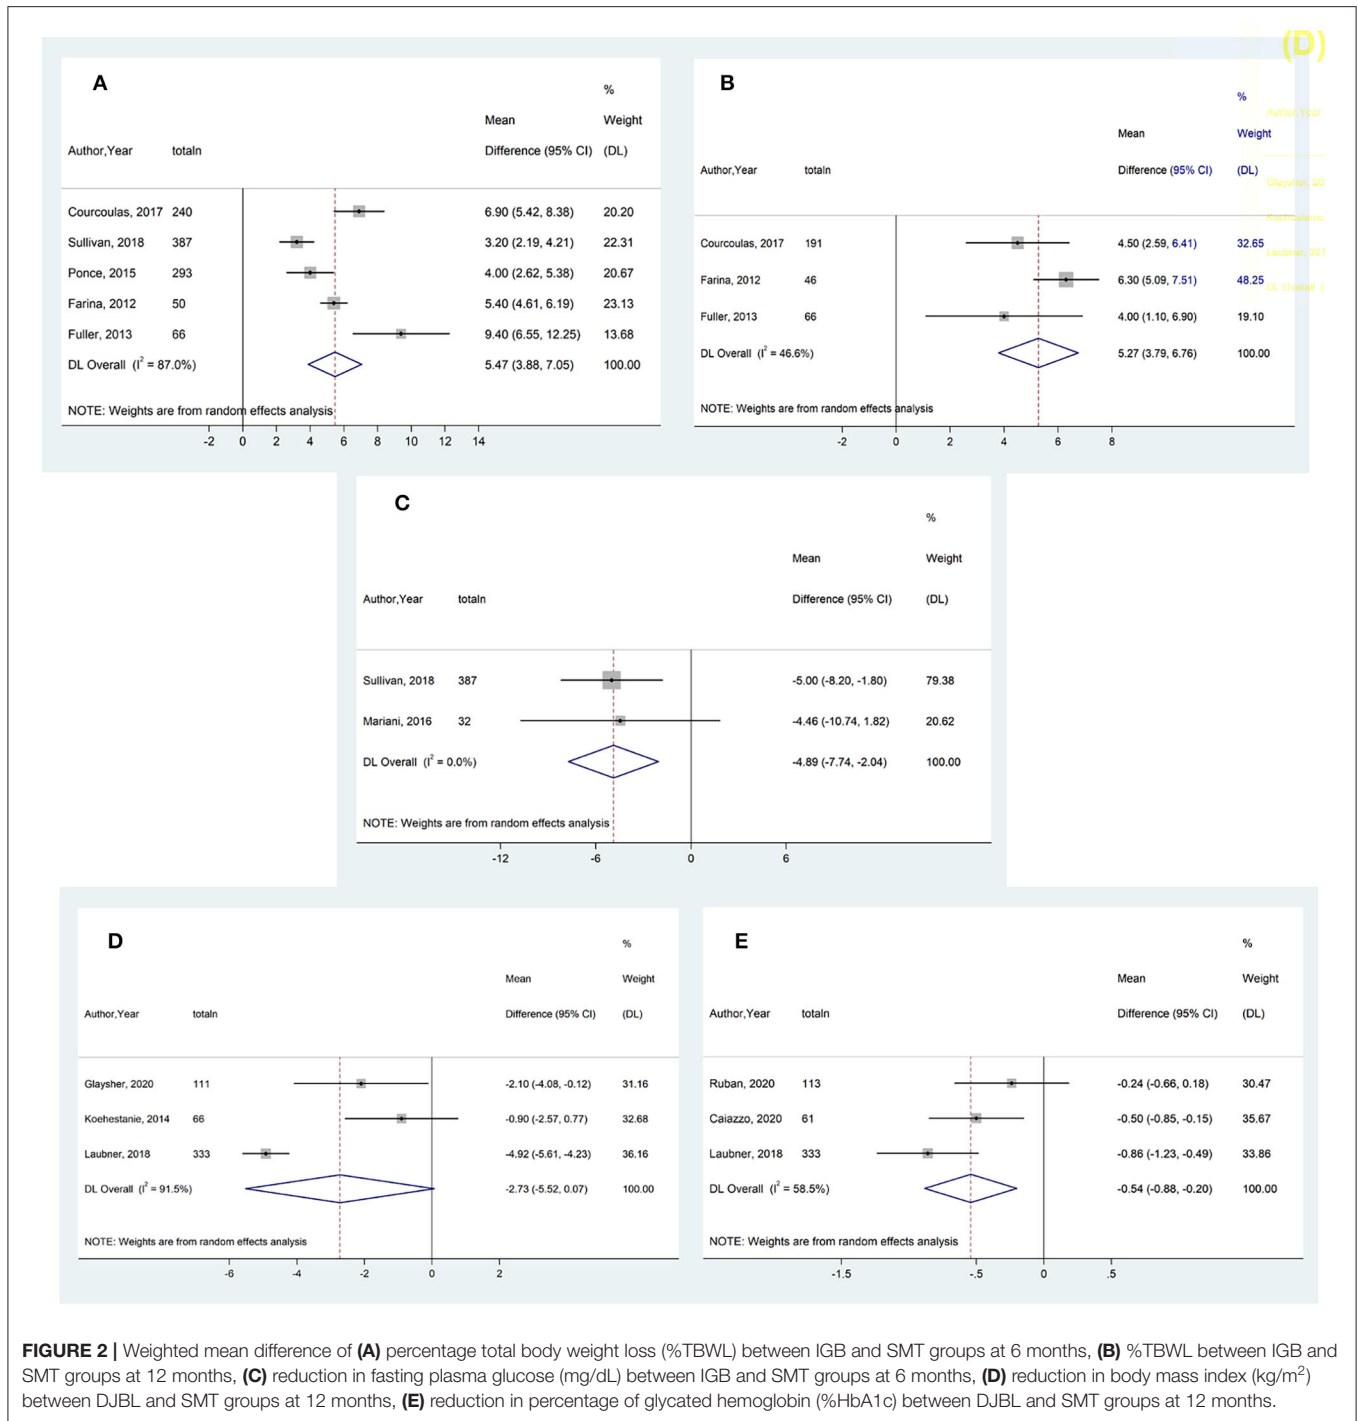 A
%
Mean Weight
Author,Year totaln Difference (95% CI) (DL)
Courcoulas, 2017 240 6.90 (5.42, 8.38) 20.20
Sullivan, 2018 387 3.20 (2.19, 4.21) 22.31
Ponce, 2015 293 4.00 (2.62, 5.38) 20.67
Farina, 2012 50 5.40 (4.61, 6.19) 23.13
Fuller, 2013 66 9.40 (6.55, 12.25) 13.68
DL Overall (I² = 87.0%) 5.47 (3.88, 7.05) 100.00
NOTE: Weights are from random effects analysis
-2 0 2 4 6 8 10 12 14
B
%
Mean Weight
Author,Year totaln Difference (95% CI) (DL)
Courcoulas, 2017 191 4.50 (2.59, 6.41) 32.65
Farina, 2012 46 6.30 (5.09, 7.51) 48.25
Fuller, 2013 66 4.00 (1.10, 6.90) 19.10
DL Overall (I² = 46.6%) 5.27 (3.79, 6.76) 100.00
NOTE: Weights are from random effects analysis
-2 0 2 4 6 8
(D)
Author,Year
C
%
Mean Weight
Author,Year totaln Difference (95% CI) (DL)
Sullivan, 2018 387 -5.00 (-8.20, -1.80) 79.38
Mariani, 2016 32 -4.46 (-10.74, 1.82) 20.62
DL Overall (I² = 0.0%) -4.89 (-7.74, -2.04) 100.00
NOTE: Weights are from random effects analysis
-12 -6 0 6
D
%
Mean Weight
Author,Year totaln Difference (95% CI) (DL)
Glaysher, 2020 111 -2.10 (-4.08, -0.12) 31.16
Koehestanie, 2014 66 -0.90 (-2.57, 0.77) 32.68
Laubner, 2018 333 -4.92 (-5.61, -4.23) 36.16
DL Overall (I² = 91.5%) -2.73 (-5.52, 0.07) 100.00
NOTE: Weights are from random effects analysis
-6 -4 -2 0 2
E
%
Mean Weight
Author,Year totaln Difference (95% CI) (DL)
Ruban, 2020 113 -0.24 (-0.66, 0.18) 30.47
Caiazzo, 2020 61 -0.50 (-0.85, -0.15) 35.67
Laubner, 2018 333 -0.86 (-1.23, -0.49) 33.86
DL Overall (I² = 58.5%) -0.54 (-0.88, -0.20) 100.00
NOTE: Weights are from random effects analysis
-1.5 -.5 0 .5
FIGURE 2 | Weighted mean difference of (A) percentage total body weight loss (%TBWL) between IGB and SMT groups at 6 months, (B) %TBWL between IGB and
SMT groups at 12 months, (C) reduction in fasting plasma glucose (mg/dL) between IGB and SMT groups at 6 months, (D) reduction in body mass index (kg/m²)
between DJBL and SMT groups at 12 months, (E) reduction in percentage of glycated hemoglobin (%HbA1c) between DJBL and SMT groups at 12 months.